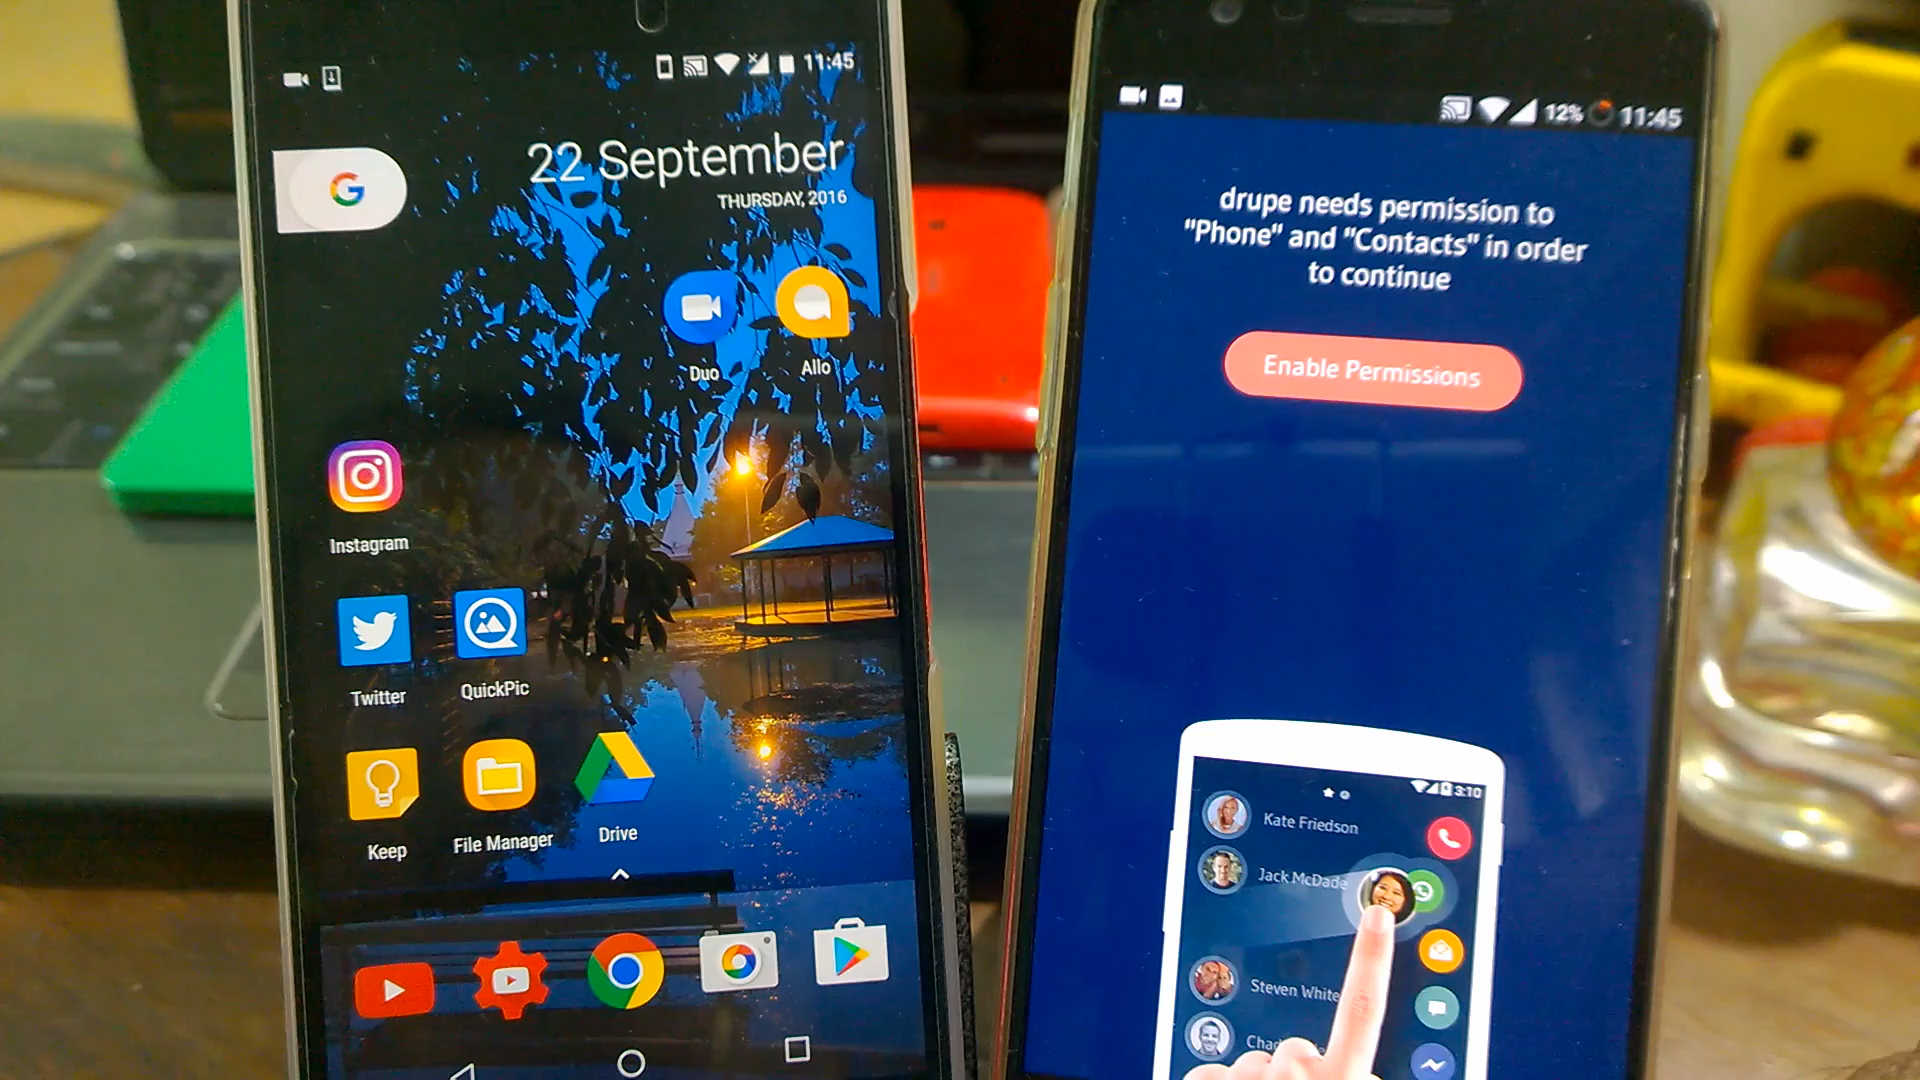 11:45
22 September
THURSDAY, 2016
G
Duo
Allo
Instagram
Twitter
QuickPic
Keep
File Manager
Drive
12% 11:45
drupe needs permission to
"Phone" and "Contacts" in order
to continue
Enable Permissions
3:10
Kate Friedson
Jack McDade
Steven White